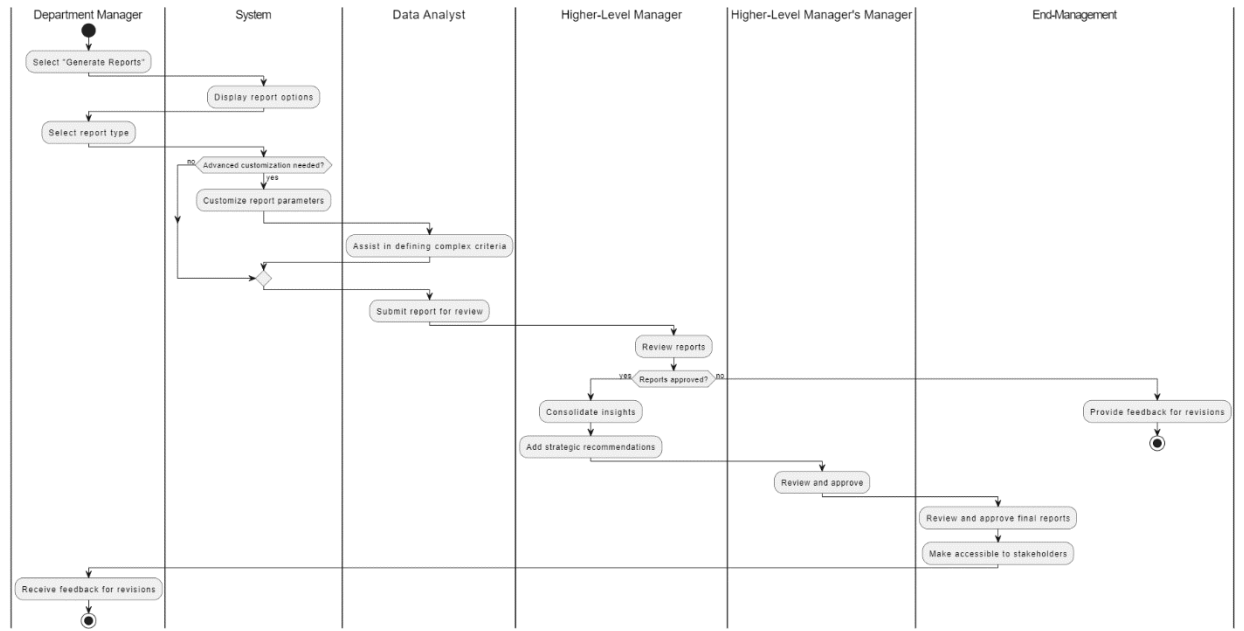 Department Manager
System
Data Analyst
Higher-Level Manager
Higher-Level Manager's Manager
End-Management
Select "Generate Reports"
Display report options
Select report type
no
Advanced customization needed?
yes
Customize report parameters
Assist in defining complex criteria
Submit report for review
Review reports
yes
Reports approved?
no
Consolidate insights
Provide feedback for revisions
Add strategic recommendations
Review and approve
Review and approve final reports
Make accessible to stakeholders
Receive feedback for revisions